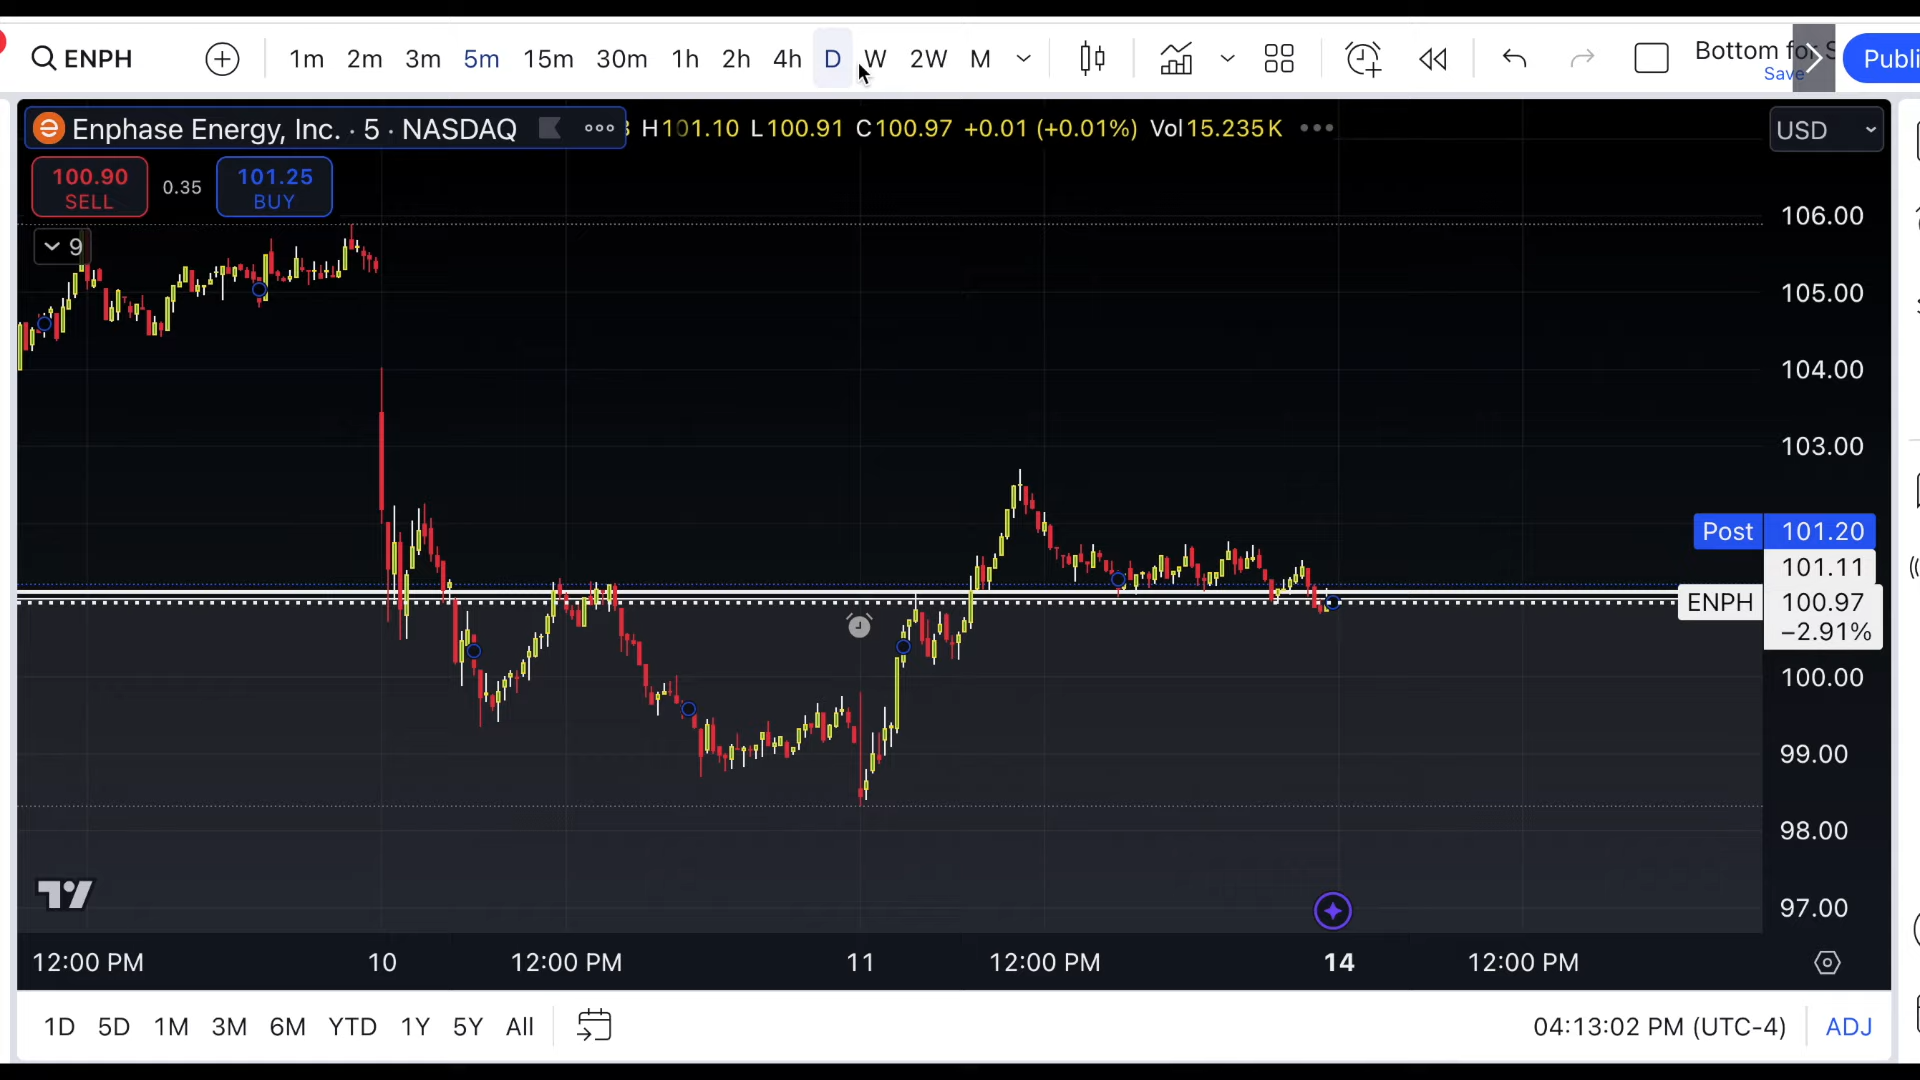 ENPH
1m 2m 3m 5m 15m 30m 1h 2h 4h D W 2W M
Bottom for S
Save
Publi
Enphase Energy, Inc. · 5 · NASDAQ
H101.10 L100.91 C100.97 +0.01 (+0.01%) Vol15.235K
USD
100.90
SELL
0.35
101.25
BUY
9
106.00
105.00
104.00
103.00
Post 101.20
101.11
ENPH 100.97
−2.91%
100.00
99.00
98.00
97.00
12:00 PM 10 12:00 PM 11 12:00 PM 14 12:00 PM
1D 5D 1M 3M 6M YTD 1Y 5Y All
04:13:02 PM (UTC-4) ADJ